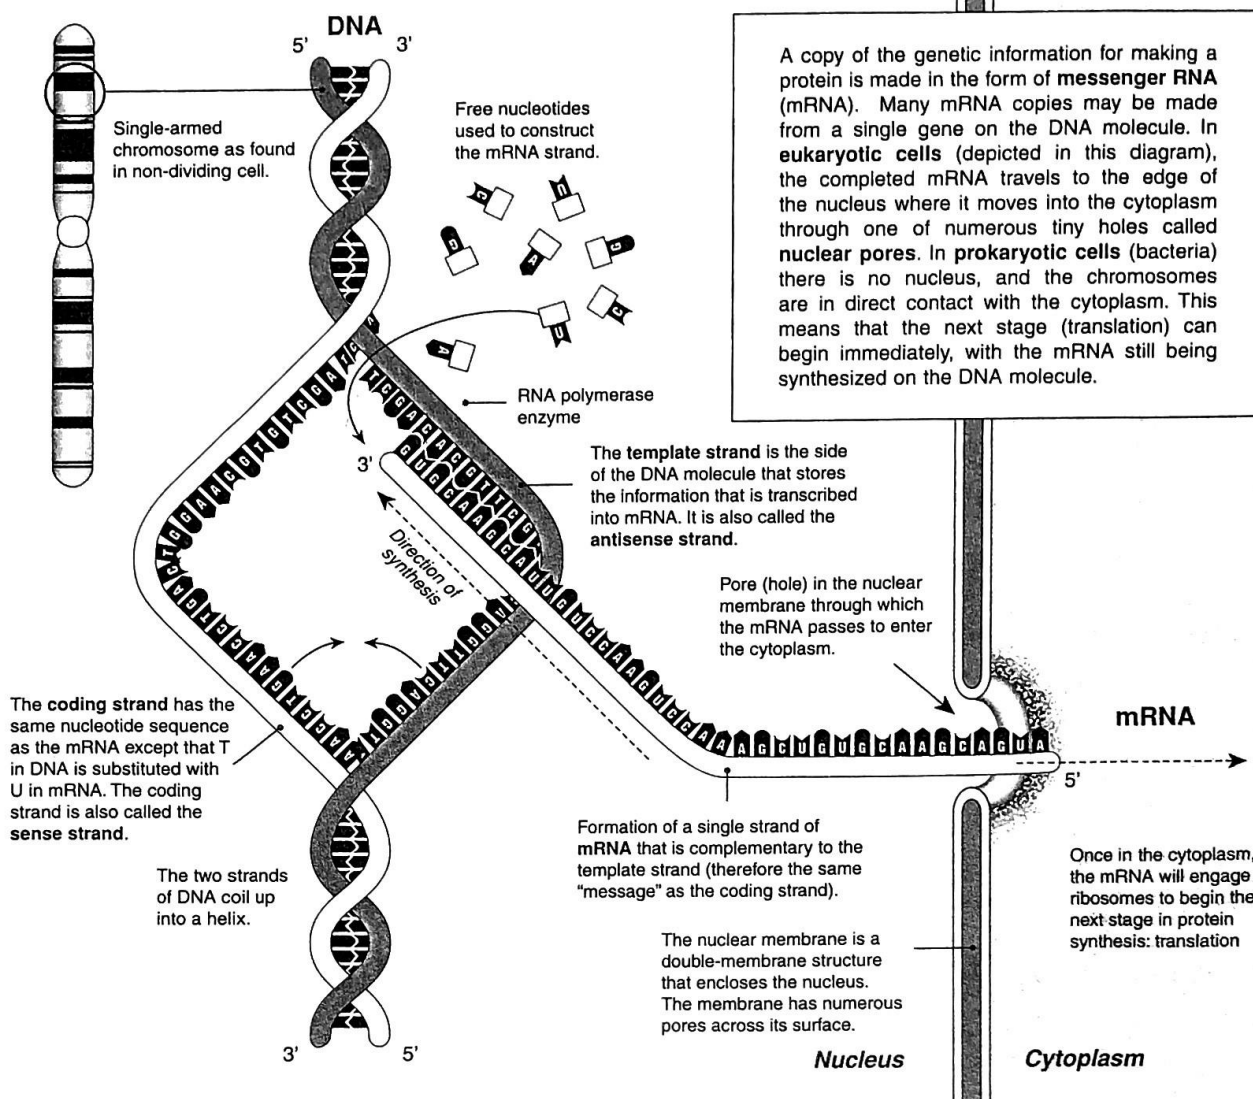 DNA
5'
3'
Single-armed
chromosome as found
in non-dividing cell.
Free nucleotides
used to construct
the mRNA strand.
C
U
G
A
G
U
C
A
A copy of the genetic information for making a
protein is made in the form of messenger RNA
(mRNA). Many mRNA copies may be made
from a single gene on the DNA molecule. In
eukaryotic cells (depicted in this diagram),
the completed mRNA travels to the edge of
the nucleus where it moves into the cytoplasm
through one of numerous tiny holes called
nuclear pores. In prokaryotic cells (bacteria)
there is no nucleus, and the chromosomes
are in direct contact with the cytoplasm. This
means that the next stage (translation) can
begin immediately, with the mRNA still being
synthesized on the DNA molecule.
RNA polymerase
enzyme
TGGAACGTGTCGAT
TCGACACGTTCG
3'
GUGCAAGCAUUGUCCAAGUCCAA
Direction of
synthesis
The template strand is the side
of the DNA molecule that stores
the information that is transcribed
into mRNA. It is also called the
antisense strand.
Pore (hole) in the nuclear
membrane through which
the mRNA passes to enter
the cytoplasm.
The coding strand has the
same nucleotide sequence
as the mRNA except that T
in DNA is substituted with
U in mRNA. The coding
strand is also called the
sense strand.
AGCUGUGCAAGCAGUA
mRNA
5'
Formation of a single strand of
mRNA that is complementary to the
template strand (therefore the same
"message" as the coding strand).
The two strands
of DNA coil up
into a helix.
Once in the cytoplasm,
the mRNA will engage
ribosomes to begin the
next stage in protein
synthesis: translation
The nuclear membrane is a
double-membrane structure
that encloses the nucleus.
The membrane has numerous
pores across its surface.
3'
5'
Nucleus
Cytoplasm